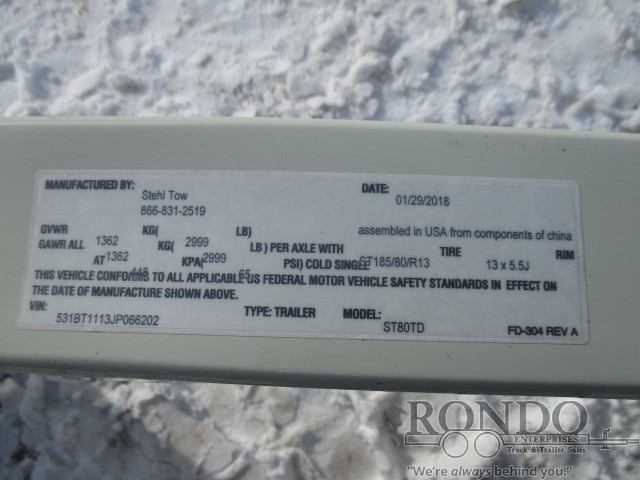 MANUFACTURED BY: Stehl Tow DATE: 01/29/2018
866-831-2519
GVWR KG( LB) assembled in USA from components of china
GAWR ALL 1362 KG( 2999 LB ) PER AXLE WITH TIRE RIM
AT 1362 KPA( 2999 PSI) COLD SINGLE ST185/80/R13 13 x 5.5J
448 65
THIS VEHICLE CONFORMS TO ALL APPLICABLE US FEDERAL MOTOR VEHICLE SAFETY STANDARDS IN EFFECT ON
THE DATE OF MANUFACTURE SHOWN ABOVE.
VIN: 531BT1113JP066202 TYPE: TRAILER MODEL: ST80TD FD-304 REV A
RONDO
ENTERPRISES
Truck & Trailer Sales
"We're always behind you."